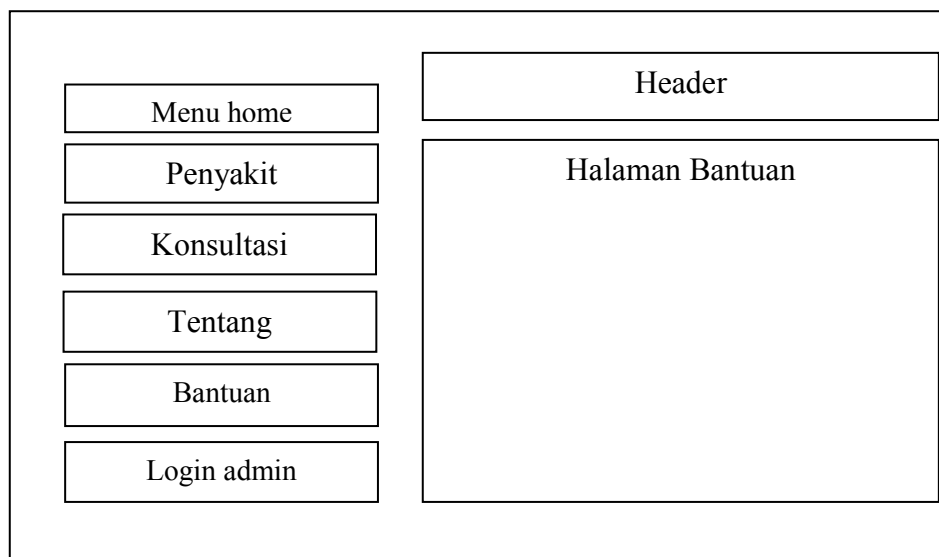 Header
Menu home
Penyakit
Konsultasi
Tentang
Bantuan
Login admin
Halaman Bantuan